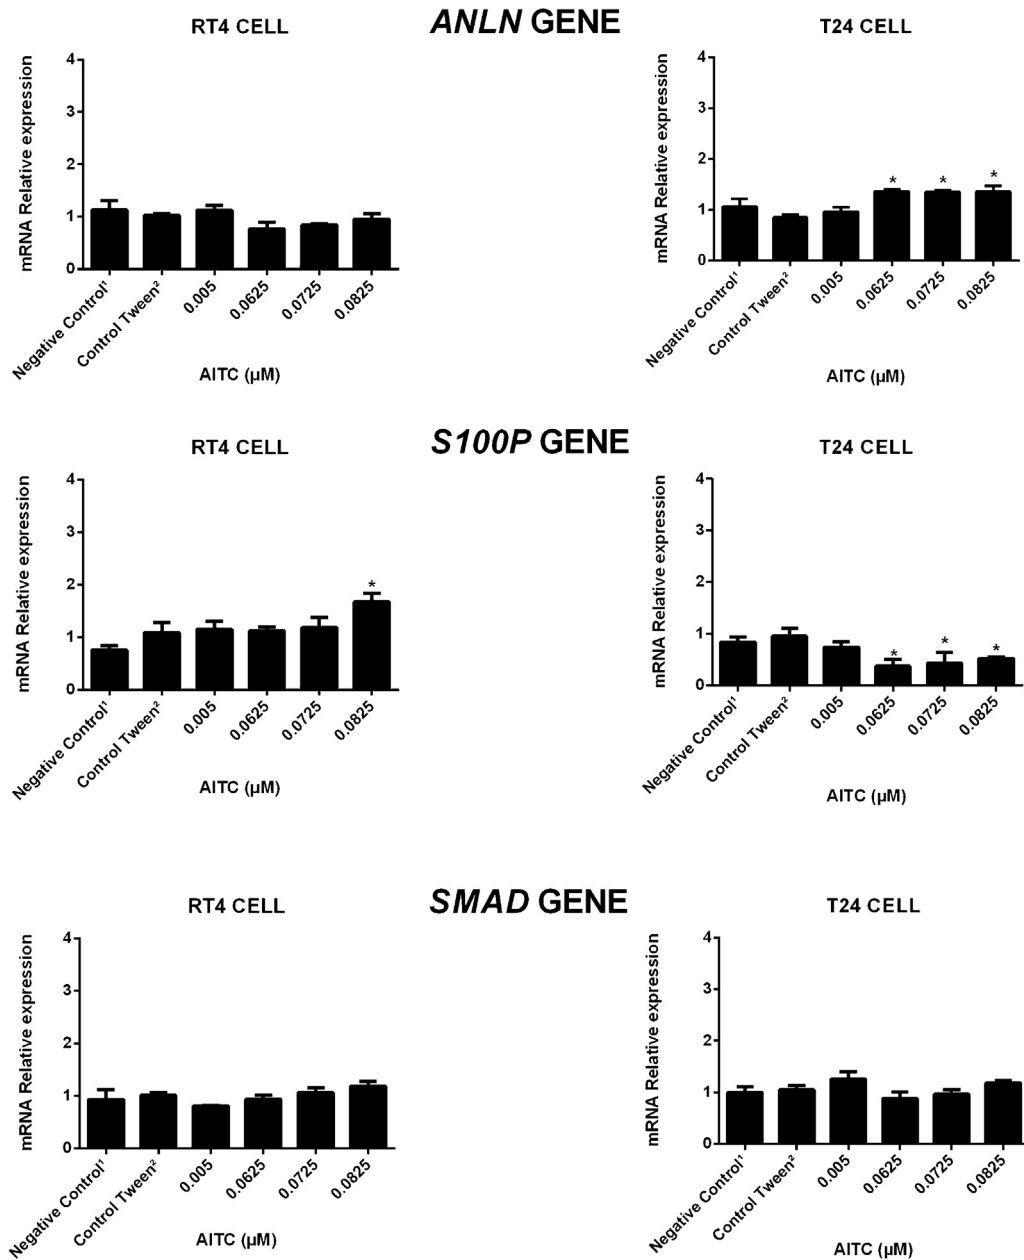 ANLN GENE
RT4 CELL
mRNA Relative expression
4
3
2
1
0
Negative Control¹
Control Tween²
0.005
0.0625
0.0725
0.0825
AITC (µM)
T24 CELL
mRNA Relative expression
4
3
2
1
0
* * *
Negative Control¹
Control Tween²
0.005
0.0625
0.0725
0.0825
AITC (µM)
S100P GENE
RT4 CELL
mRNA Relative expression
4
3
2
1
0
*
Negative Control¹
Control Tween²
0.005
0.0625
0.0725
0.0825
AITC (µM)
T24 CELL
mRNA Relative expression
4
3
2
1
0
* * *
Negative Control¹
Control Tween²
0.005
0.0625
0.0725
0.0825
AITC (µM)
SMAD GENE
RT4 CELL
mRNA Relative expression
4
3
2
1
0
Negative Control¹
Control Tween²
0.005
0.0625
0.0725
0.0825
AITC (µM)
T24 CELL
mRNA Relative expression
4
3
2
1
0
Negative Control¹
Control Tween²
0.005
0.0625
0.0725
0.0825
AITC (µM)